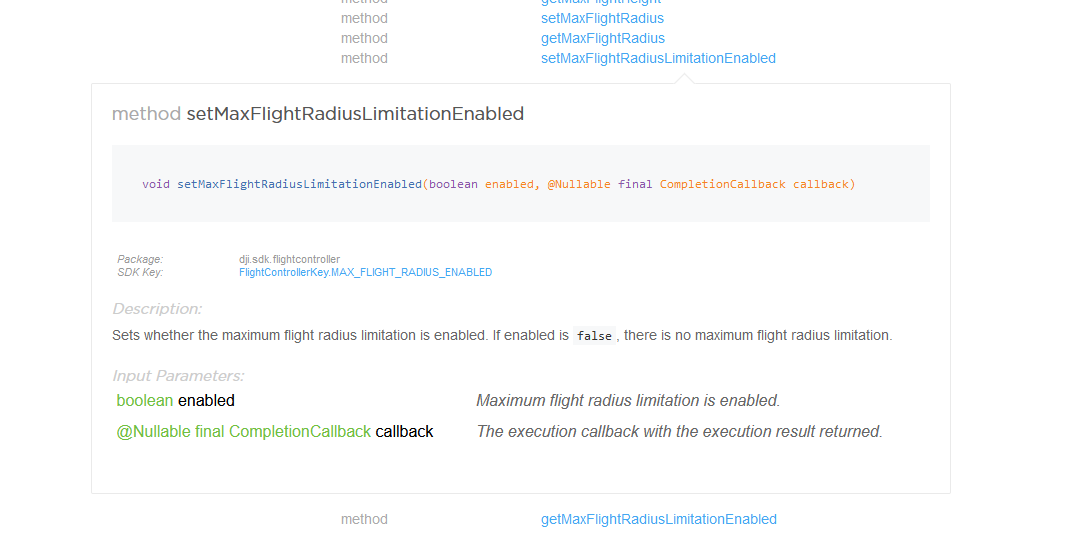 method getMaxFlightHeight
method setMaxFlightRadius
method getMaxFlightRadius
method setMaxFlightRadiusLimitationEnabled
method setMaxFlightRadiusLimitationEnabled
void setMaxFlightRadiusLimitationEnabled(boolean enabled, @Nullable final CompletionCallback callback)
Package: dji.sdk.flightcontroller
SDK Key: FlightControllerKey.MAX_FLIGHT_RADIUS_ENABLED
Description:
Sets whether the maximum flight radius limitation is enabled. If enabled is false , there is no maximum flight radius limitation.
Input Parameters:
boolean enabled Maximum flight radius limitation is enabled.
@Nullable final CompletionCallback callback The execution callback with the execution result returned.
method getMaxFlightRadiusLimitationEnabled